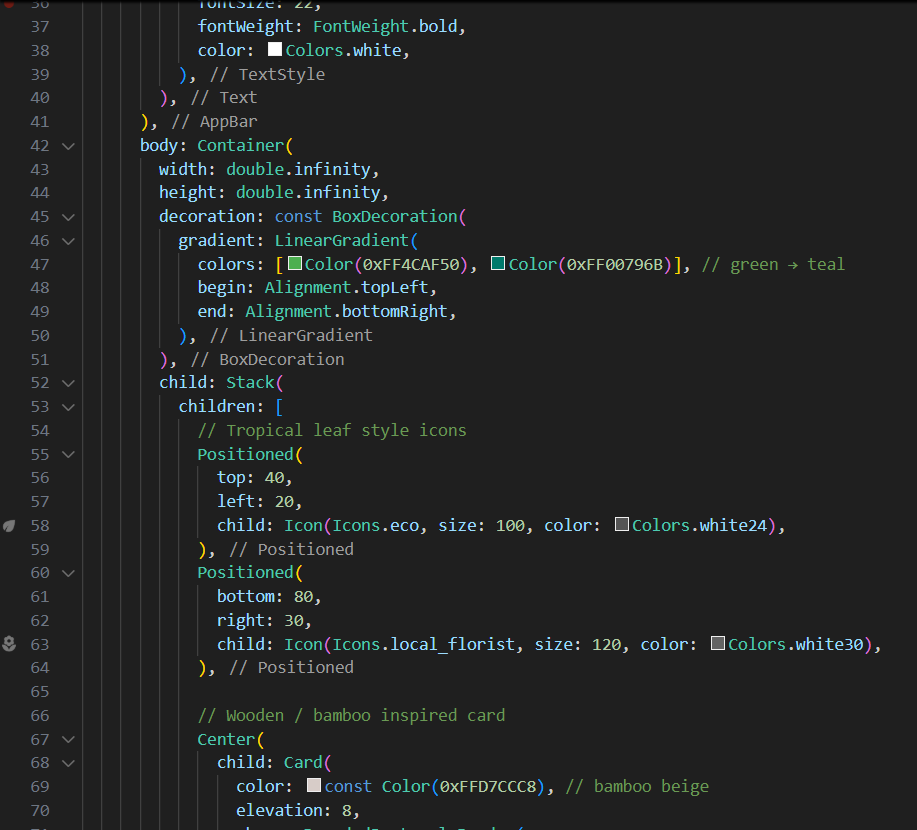 36 fontSize: 22,
37 fontWeight: FontWeight.bold,
38 color: Colors.white,
39 ), // TextStyle
40 ), // Text
41 ), // AppBar
42 body: Container(
43 width: double.infinity,
44 height: double.infinity,
45 decoration: const BoxDecoration(
46 gradient: LinearGradient(
47 colors: [Color(0xFF4CAF50), Color(0xFF00796B)], // green → teal
48 begin: Alignment.topLeft,
49 end: Alignment.bottomRight,
50 ), // LinearGradient
51 ), // BoxDecoration
52 child: Stack(
53 children: [
54 // Tropical leaf style icons
55 Positioned(
56 top: 40,
57 left: 20,
58 child: Icon(Icons.eco, size: 100, color: Colors.white24),
59 ), // Positioned
60 Positioned(
61 bottom: 80,
62 right: 30,
63 child: Icon(Icons.local_florist, size: 120, color: Colors.white30),
64 ), // Positioned
65
66 // Wooden / bamboo inspired card
67 Center(
68 child: Card(
69 color: const Color(0xFFD7CCC8), // bamboo beige
70 elevation: 8,